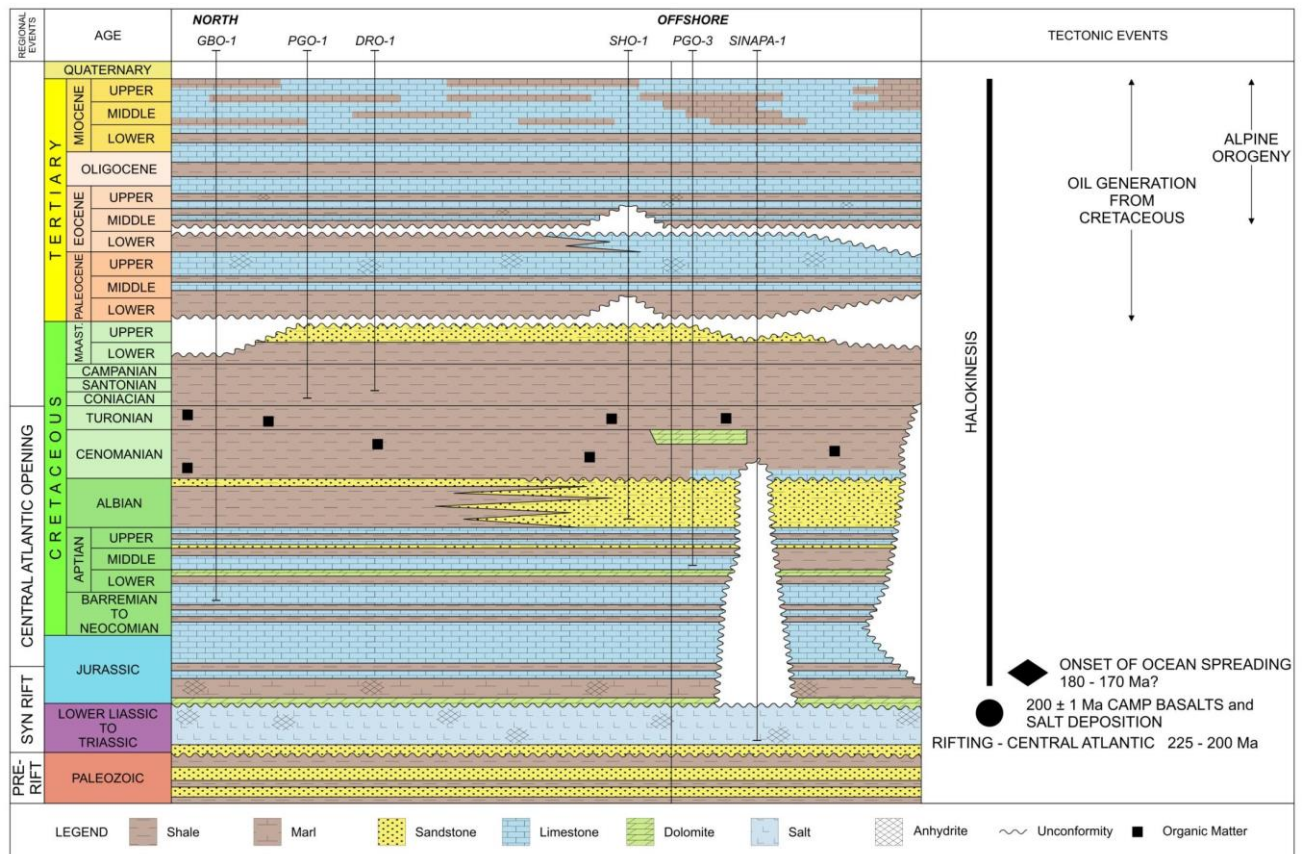 REGIONAL EVENTS
AGE
NORTH
OFFSHORE
GBO-1
PGO-1
DRO-1
SHO-1
PGO-3
SINAPA-1
TECTONIC EVENTS
QUATERNARY
TERTIARY
MIOCENE
UPPER
MIDDLE
LOWER
OLIGOCENE
EOCENE
UPPER
MIDDLE
LOWER
PALEOCENE
UPPER
MIDDLE
LOWER
CRETACEOUS
MAAST.
UPPER
LOWER
CAMPANIAN
SANTONIAN
CONIACIAN
TURONIAN
CENOMANIAN
ALBIAN
APTIAN
UPPER
MIDDLE
LOWER
BARREMIAN
TO
NEOCOMIAN
JURASSIC
LOWER LIASSIC
TO
TRIASSIC
PALEOZOIC
CENTRAL ATLANTIC OPENING
SYN RIFT
PRE-
RIFT
HALOKINESIS
OIL GENERATION
FROM
CRETACEOUS
ALPINE
OROGENY
ONSET OF OCEAN SPREADING
180 - 170 Ma?
200 ± 1 Ma CAMP BASALTS and
SALT DEPOSITION
RIFTING - CENTRAL ATLANTIC 225 - 200 Ma
LEGEND
Shale
Marl
Sandstone
Limestone
Dolomite
Salt
Anhydrite
Unconformity
Organic Matter